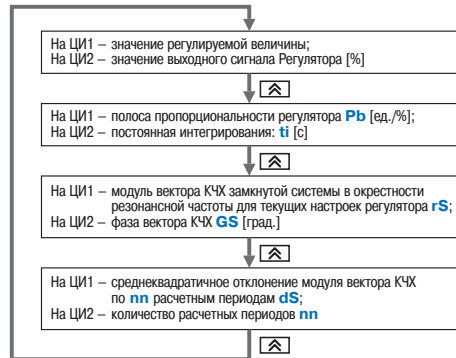 На ЦИ1 – значение регулируемой величины;
На ЦИ2 – значение выходного сигнала Регулятора [%]
На ЦИ1 – полоса пропорциональности регулятора Pb [ед./%];
На ЦИ2 – постоянная интегрирования: ti [с]
На ЦИ1 – модуль вектора КЧХ замкнутой системы в окрестности
резонансной частоты для текущих настроек регулятора rS;
На ЦИ2 – фаза вектора КЧХ GS [град.]
На ЦИ1 – среднеквадратичное отклонение модуля вектора КЧХ
по nn расчетным периодам dS;
На ЦИ2 – количество расчетных периодов nn